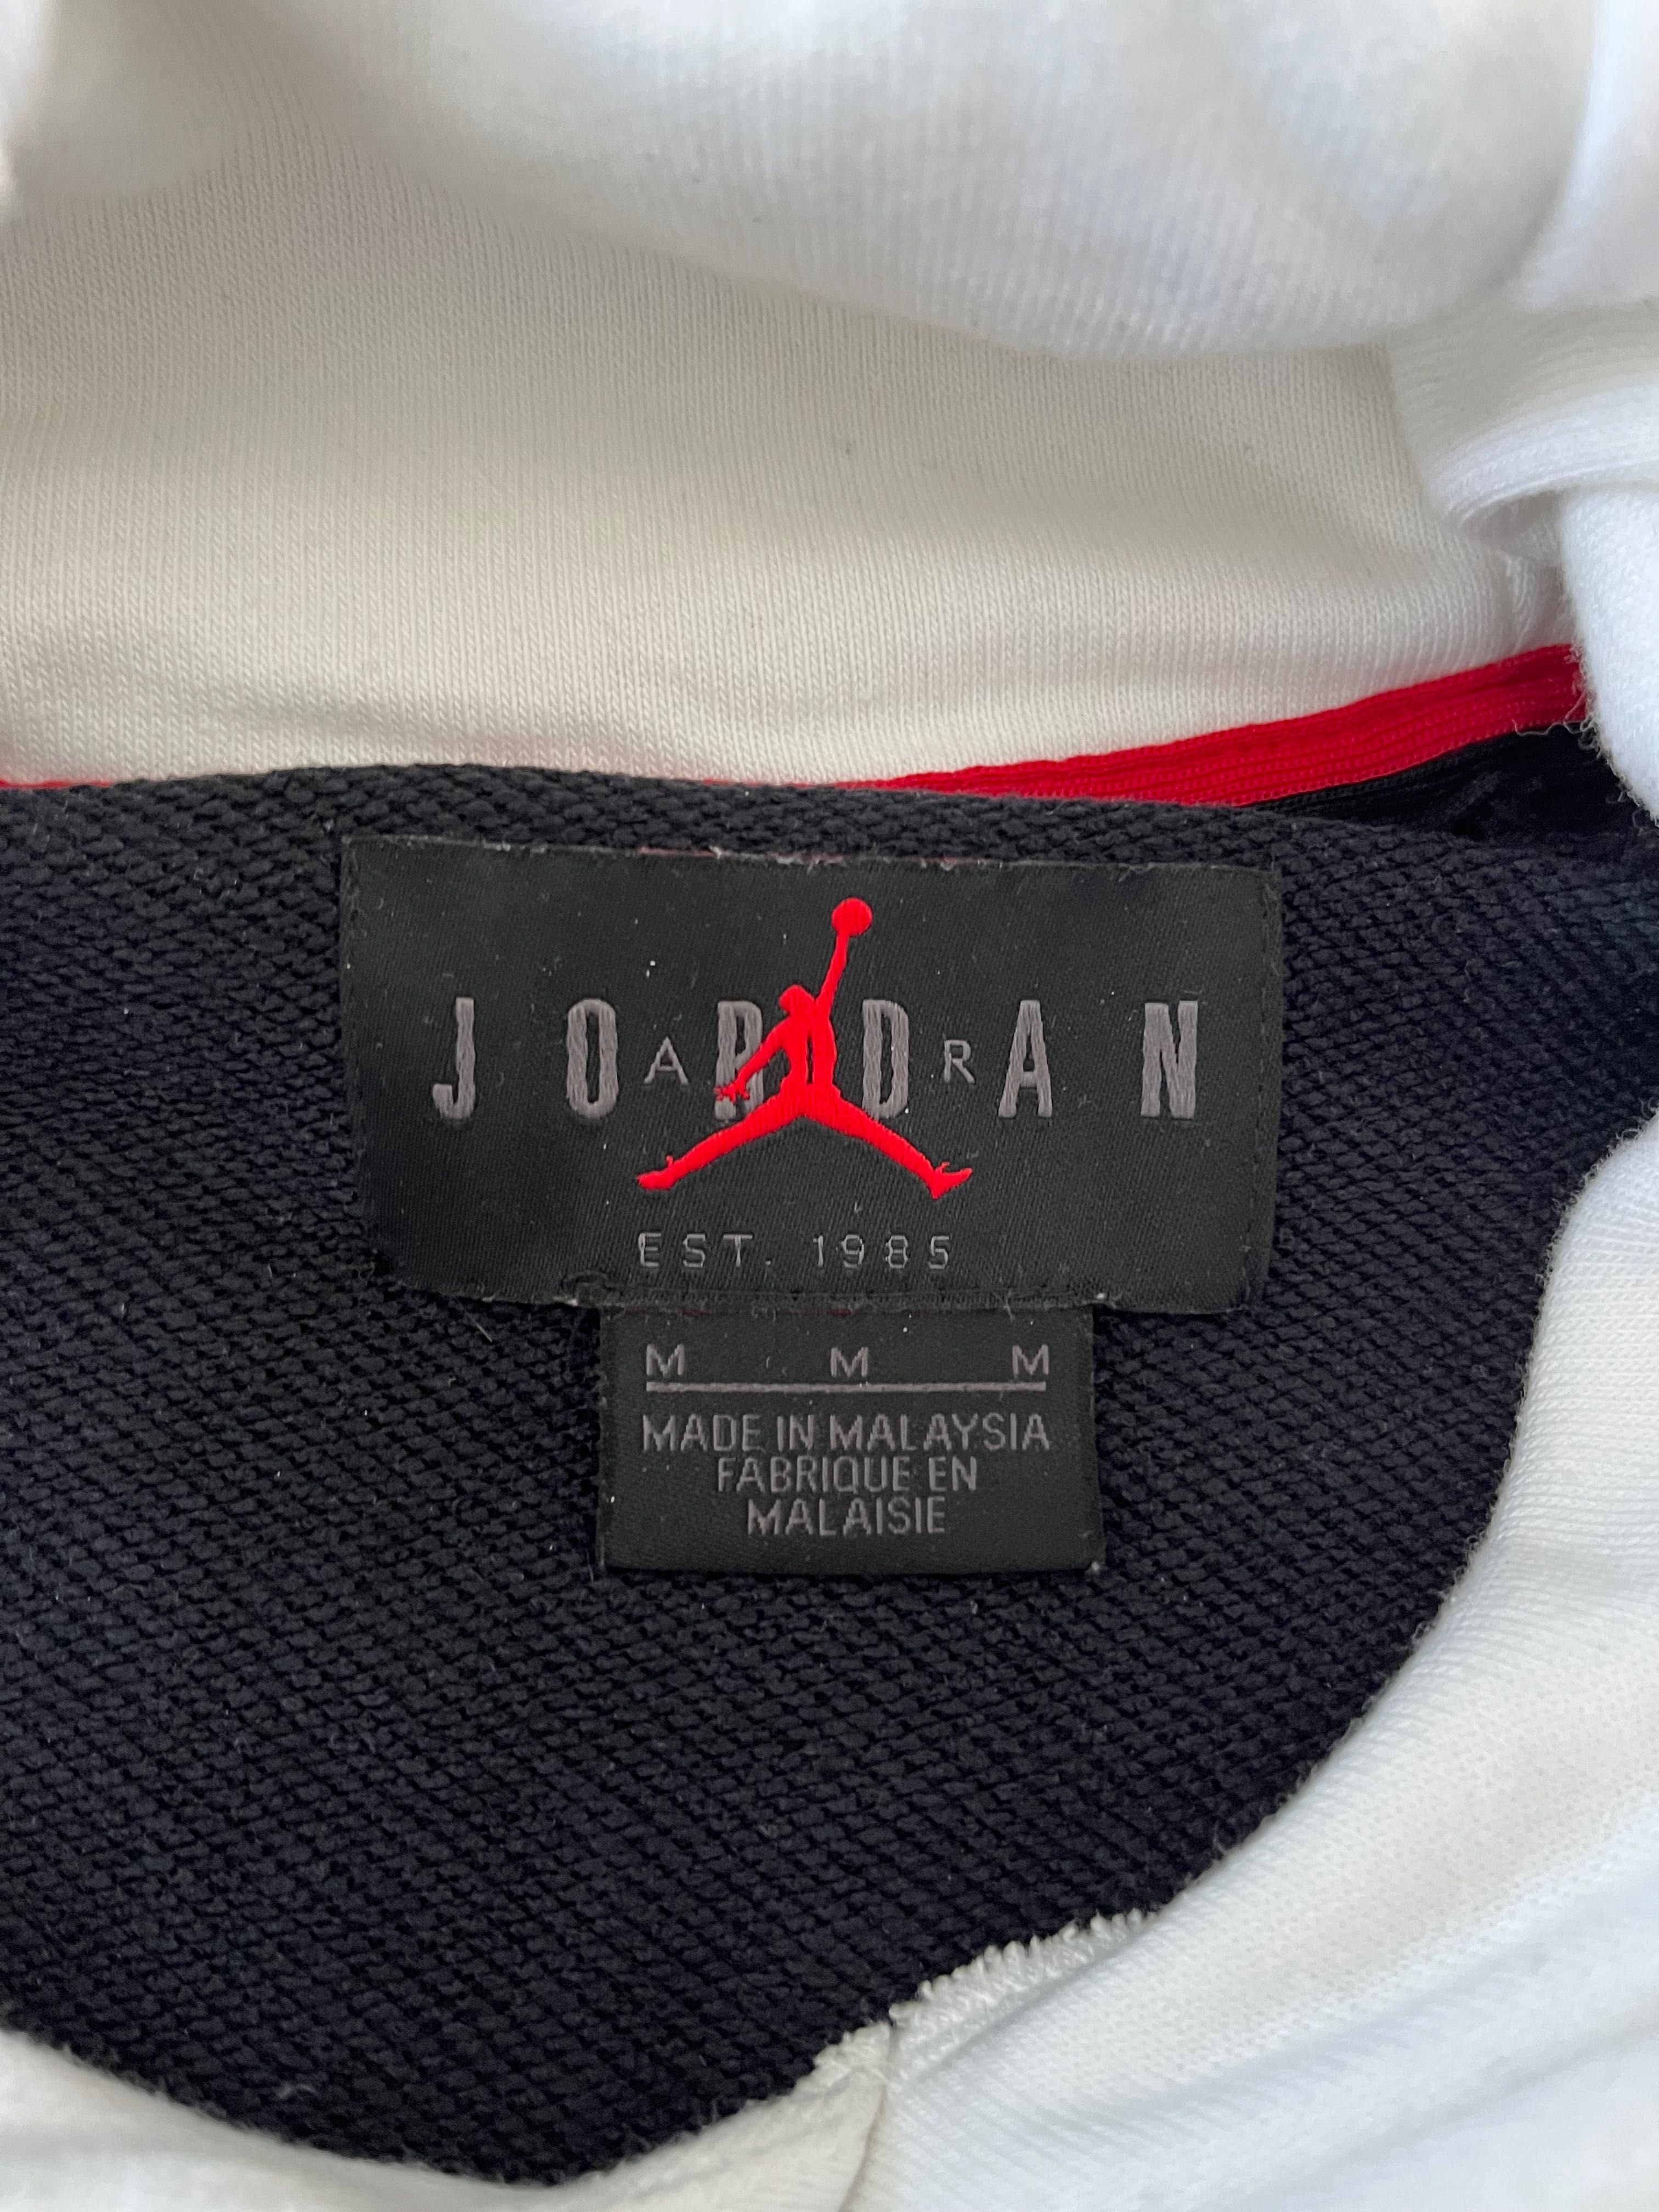 JORDAN
AIR
EST. 1985
M M M
MADE IN MALAYSIA
FABRIQUE EN
MALAISIE